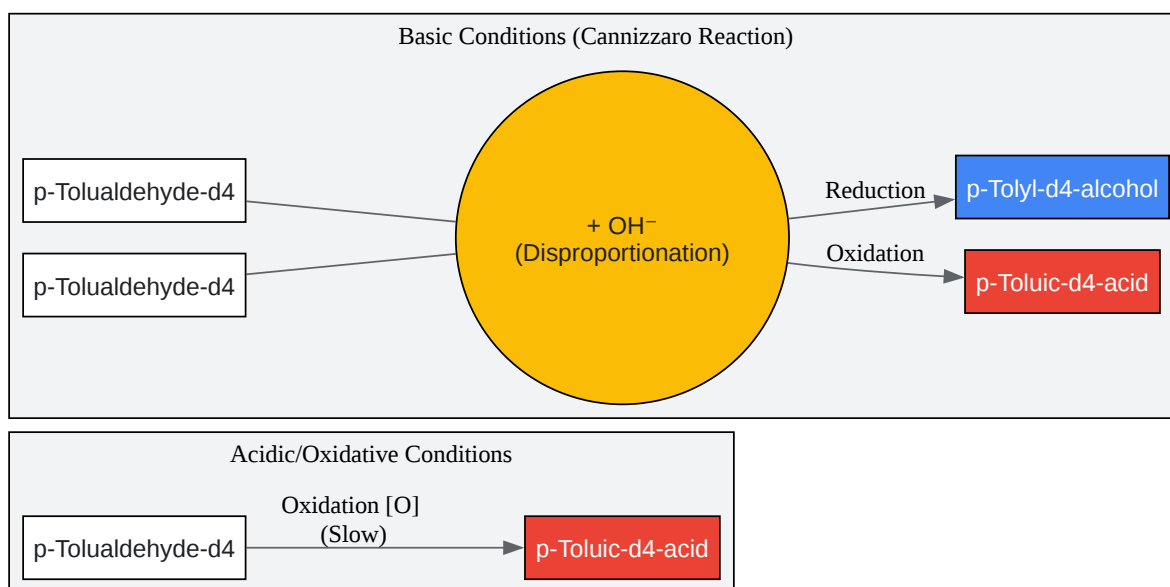 Basic Conditions (Cannizzaro Reaction)
p-Tolualdehyde-d4
p-Tolualdehyde-d4
+ OH⁻
(Disproportionation)
Reduction
p-Tolyl-d4-alcohol
Oxidation
p-Toluic-d4-acid
Acidic/Oxidative Conditions
p-Tolualdehyde-d4
Oxidation [O]
(Slow)
p-Toluic-d4-acid